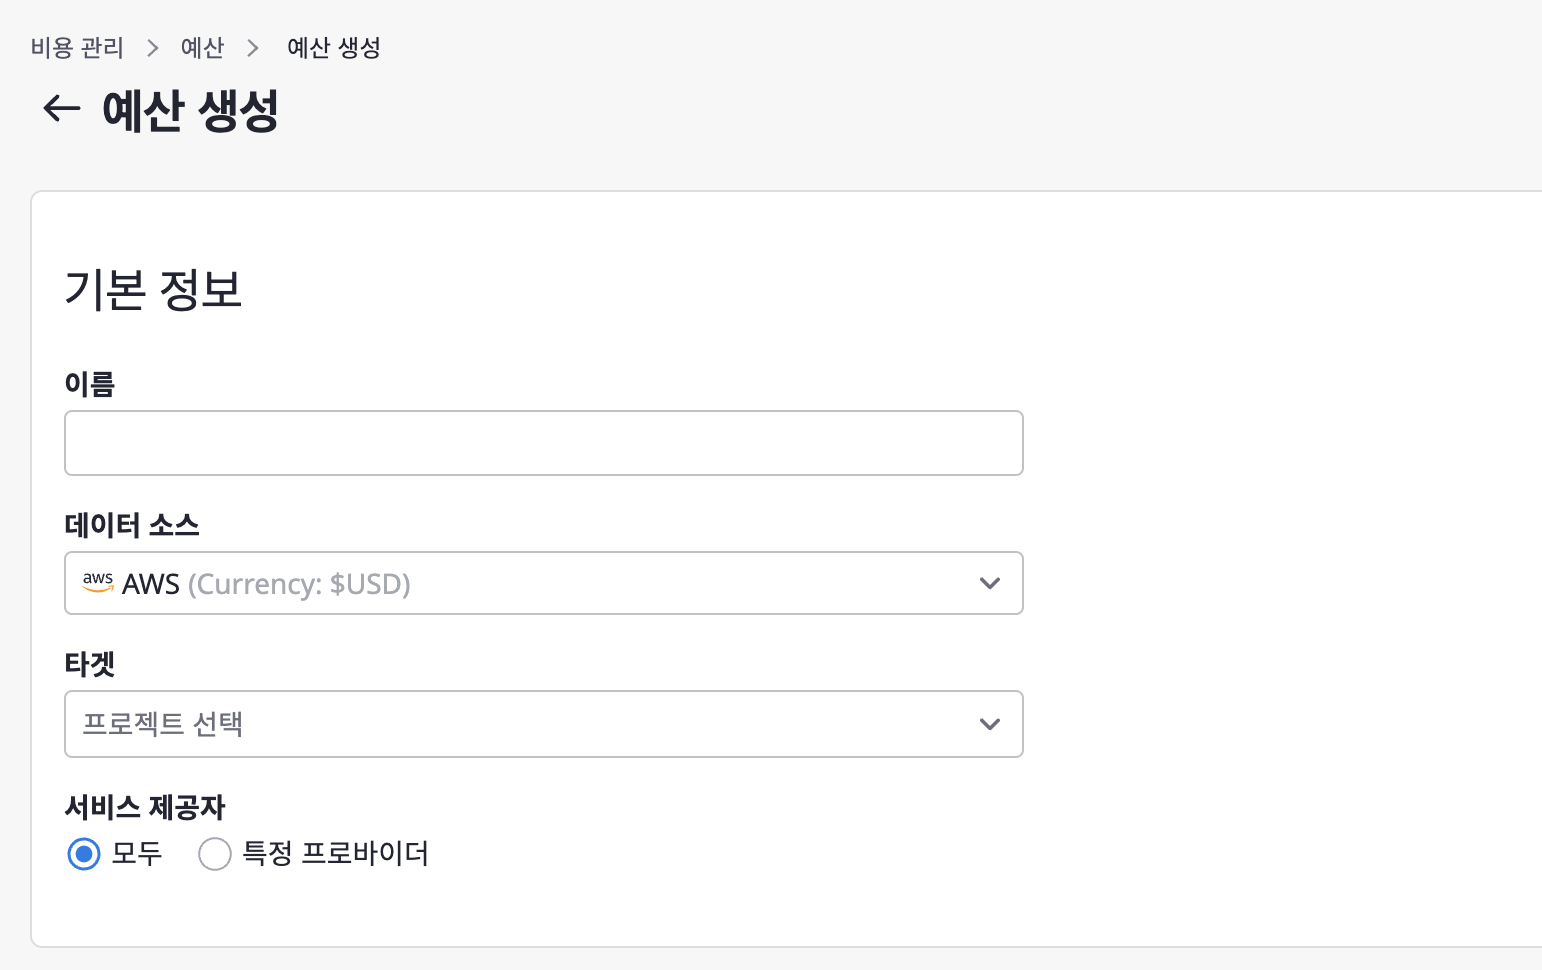 비용 관리 > 예산 > 예산 생성
← 예산 생성
기본 정보
이름
데이터 소스
aws AWS (Currency: $USD)
타겟
프로젝트 선택
서비스 제공자
모두 특정 프로바이더